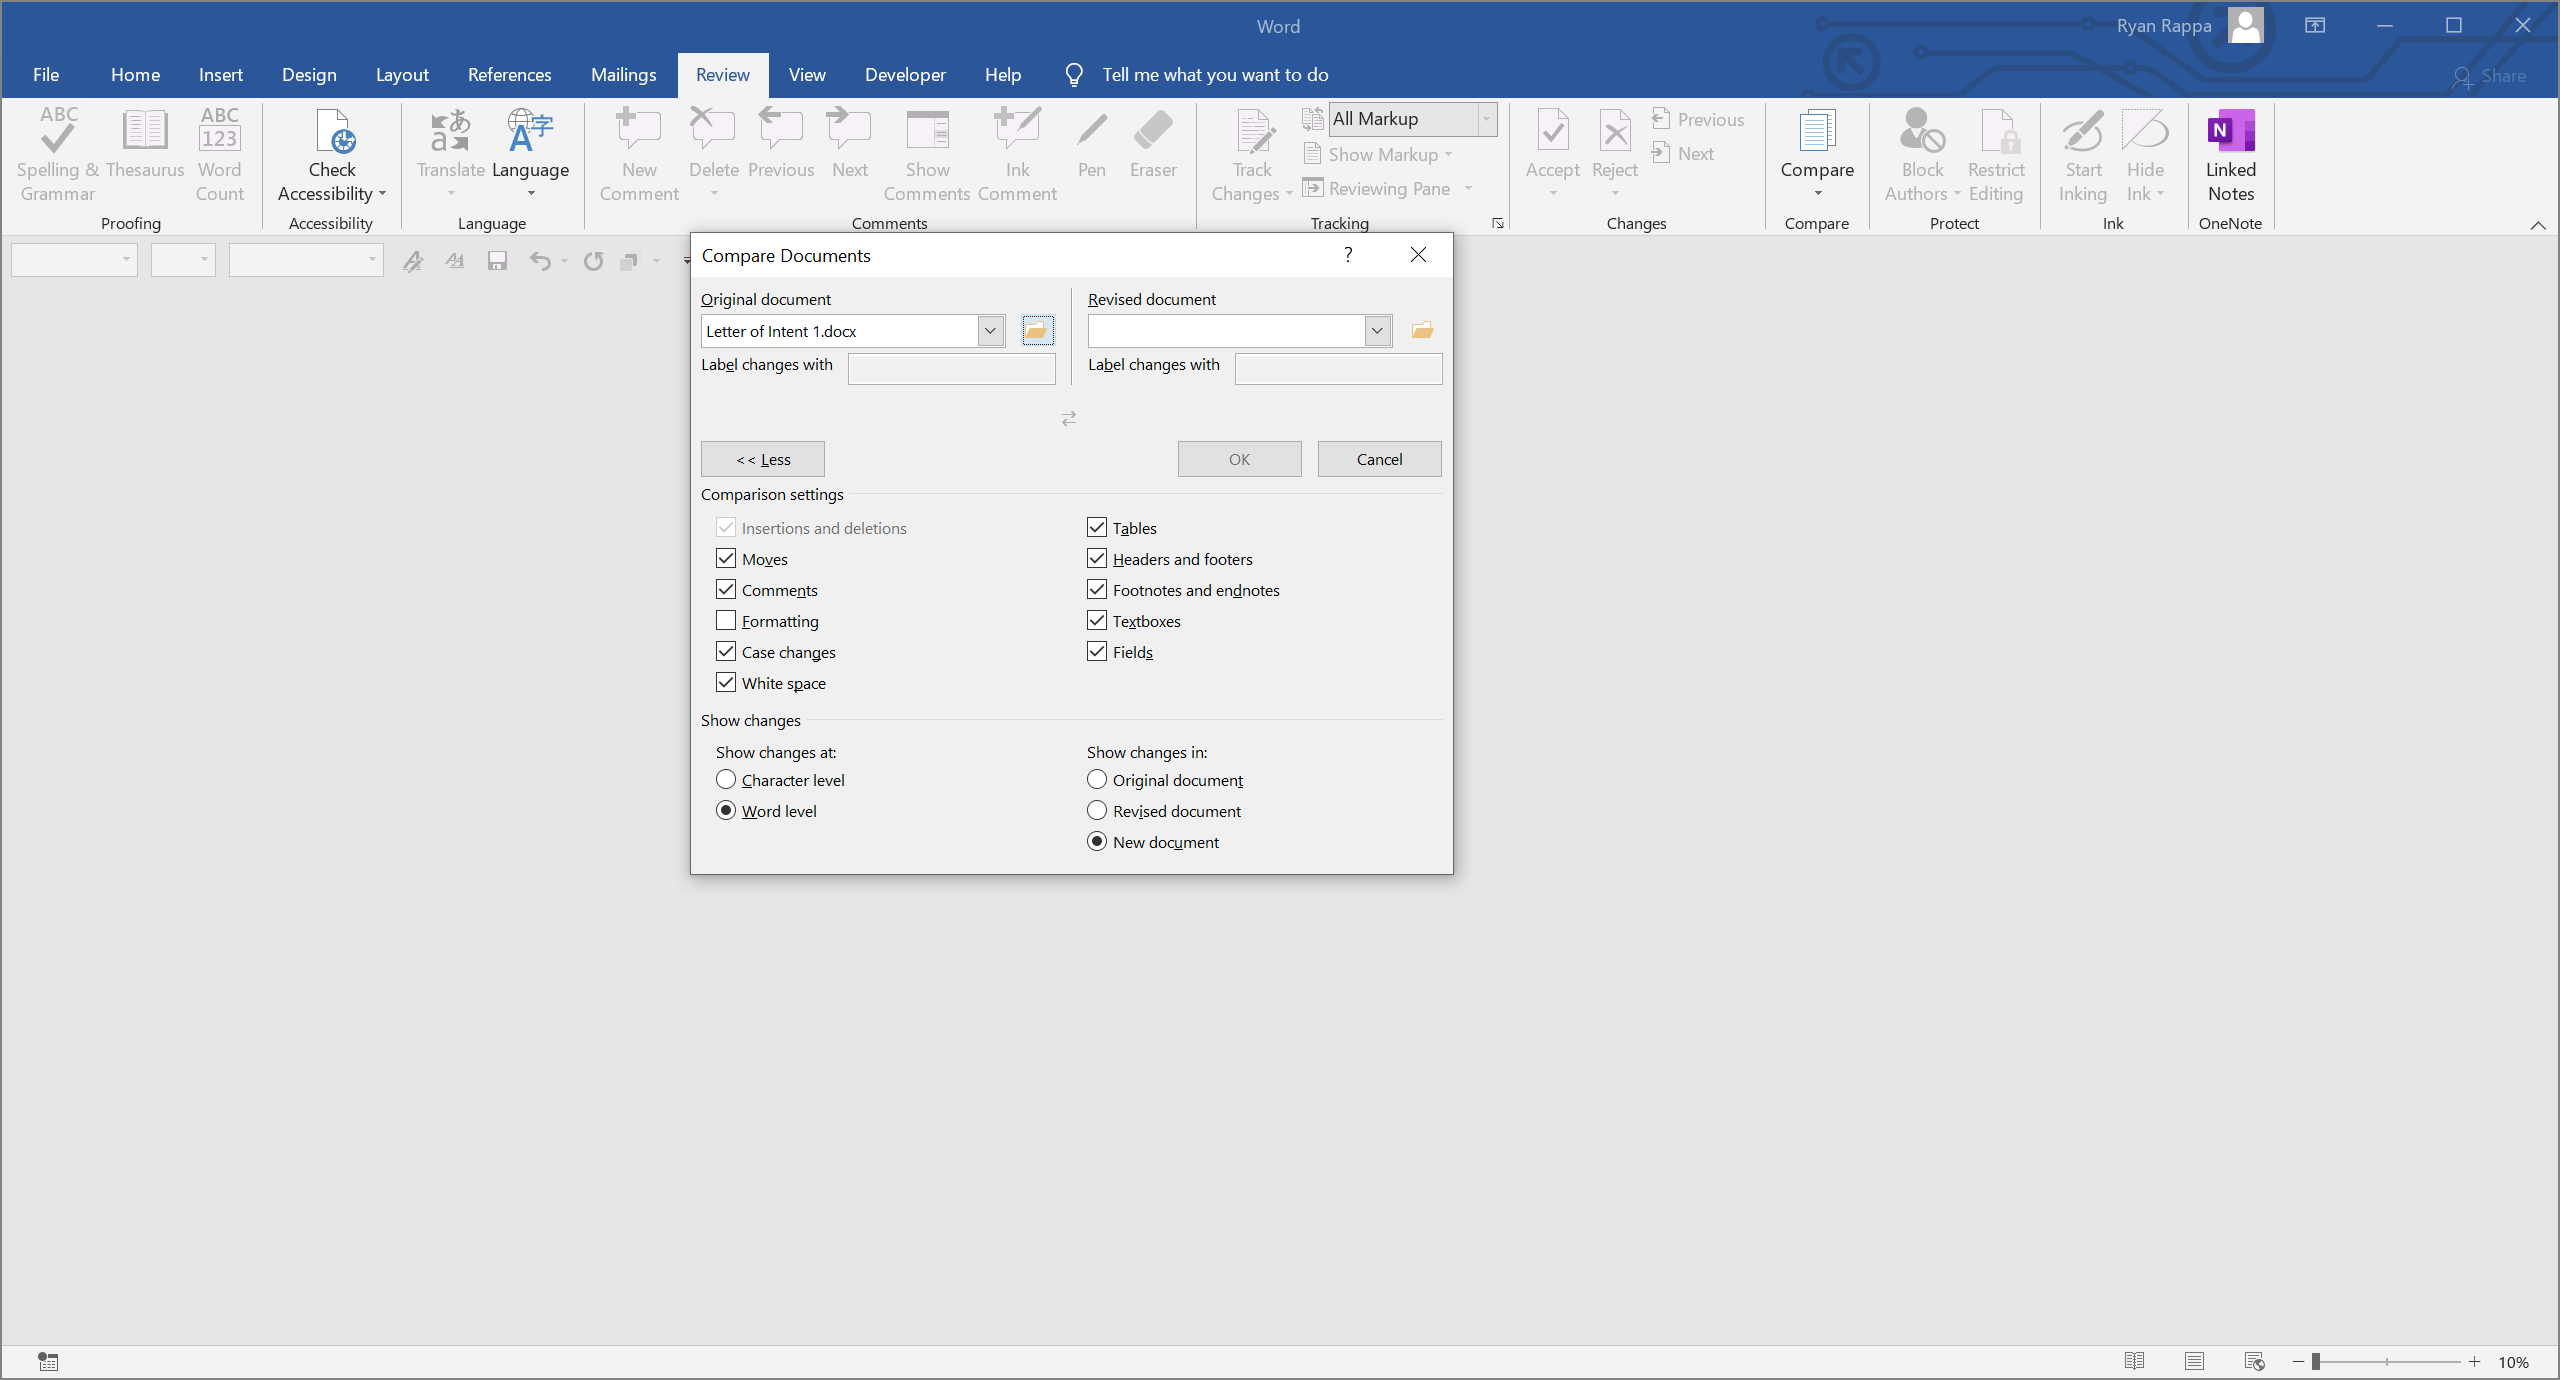 Word
Ryan Rappa
File Home Insert Design Layout References Mailings Review View Developer Help Tell me what you want to do
Share
ABC
Spelling & Grammar
Thesaurus
ABC
123
Word Count
Proofing
Check Accessibility
Accessibility
あ
a
Translate
A字
Language
Language
New Comment
Delete
Previous
Next
Show Comments
Ink Comment
Pen
Eraser
Comments
Track Changes
All Markup
Show Markup
Reviewing Pane
Tracking
Accept
Reject
Previous
Next
Changes
Compare
Compare
Block Authors
Restrict Editing
Protect
Start Inking
Hide Ink
Ink
N
Linked Notes
OneNote
Compare Documents ?
Original document
Letter of Intent 1.docx
Label changes with
Revised document
Label changes with
<< Less
OK
Cancel
Comparison settings
Insertions and deletions
Moves
Comments
Formatting
Case changes
White space
Tables
Headers and footers
Footnotes and endnotes
Textboxes
Fields
Show changes
Show changes at:
Character level
Word level
Show changes in:
Original document
Revised document
New document
10%